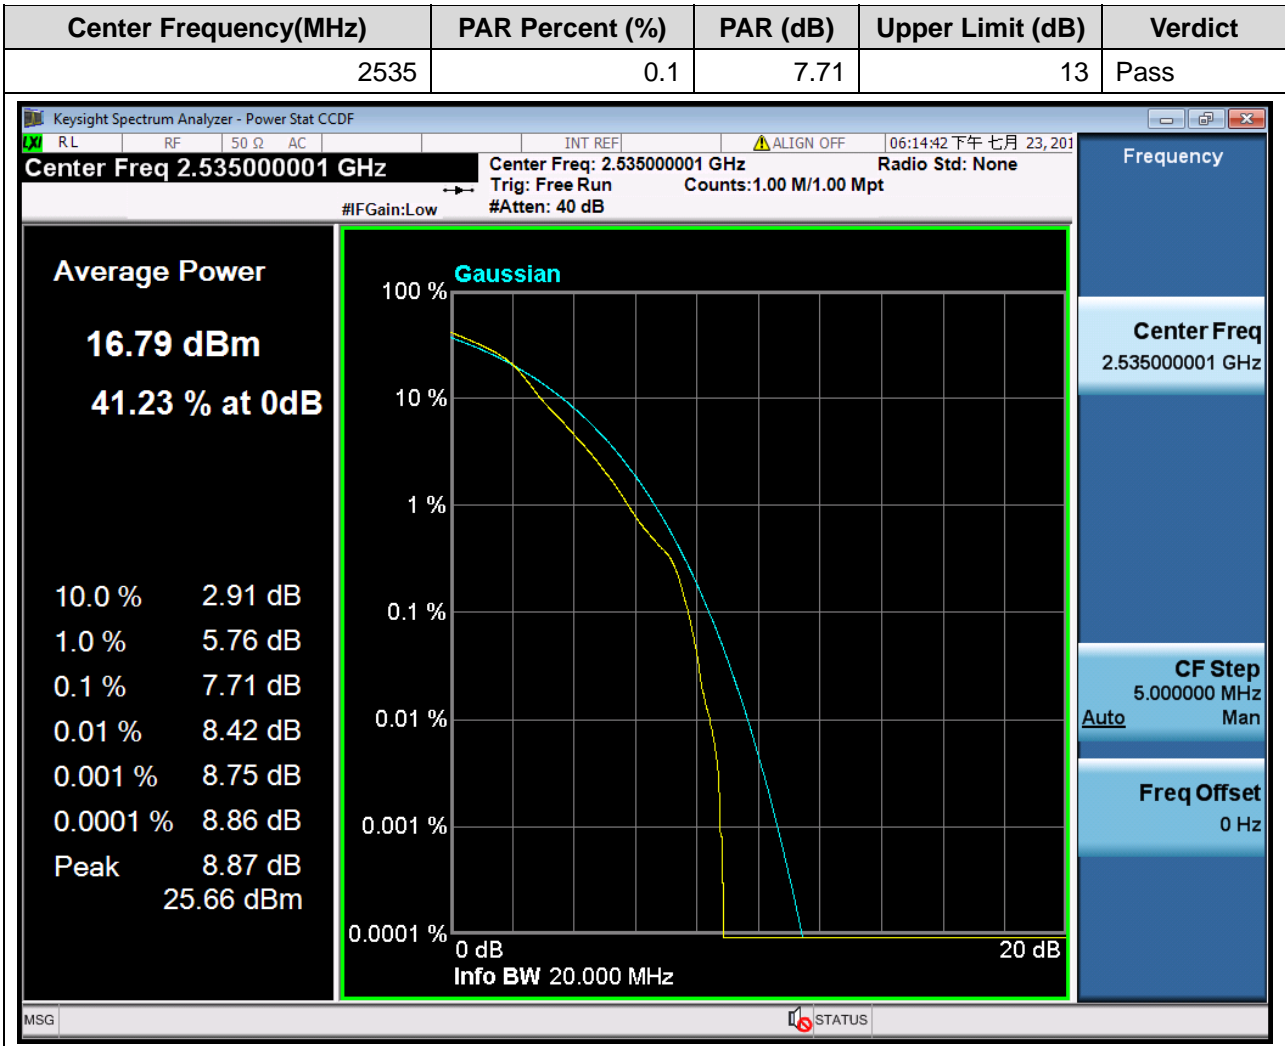 Center Frequency(MHz) PAR Percent (%) PAR (dB) Upper Limit (dB) Verdict
2535 0.1 7.71 13 Pass
Keysight Spectrum Analyzer - Power Stat CCDF
LXI RL RF 50 Ω AC INT REF ALIGN OFF 06:14:42 下午 七月 23, 201
Center Freq 2.535000001 GHz
Center Freq: 2.535000001 GHz Radio Std: None
Trig: Free Run Counts:1.00 M/1.00 Mpt
#IFGain:Low #Atten: 40 dB
Average Power
16.79 dBm
41.23 % at 0dB
10.0 % 2.91 dB
1.0 % 5.76 dB
0.1 % 7.71 dB
0.01 % 8.42 dB
0.001 % 8.75 dB
0.0001 % 8.86 dB
Peak 8.87 dB
25.66 dBm
Gaussian
100 %
10 %
1 %
0.1 %
0.01 %
0.001 %
0.0001 %
0 dB 20 dB
Info BW 20.000 MHz
Frequency
Center Freq
2.535000001 GHz
CF Step
5.000000 MHz
Auto Man
Freq Offset
0 Hz
MSG STATUS